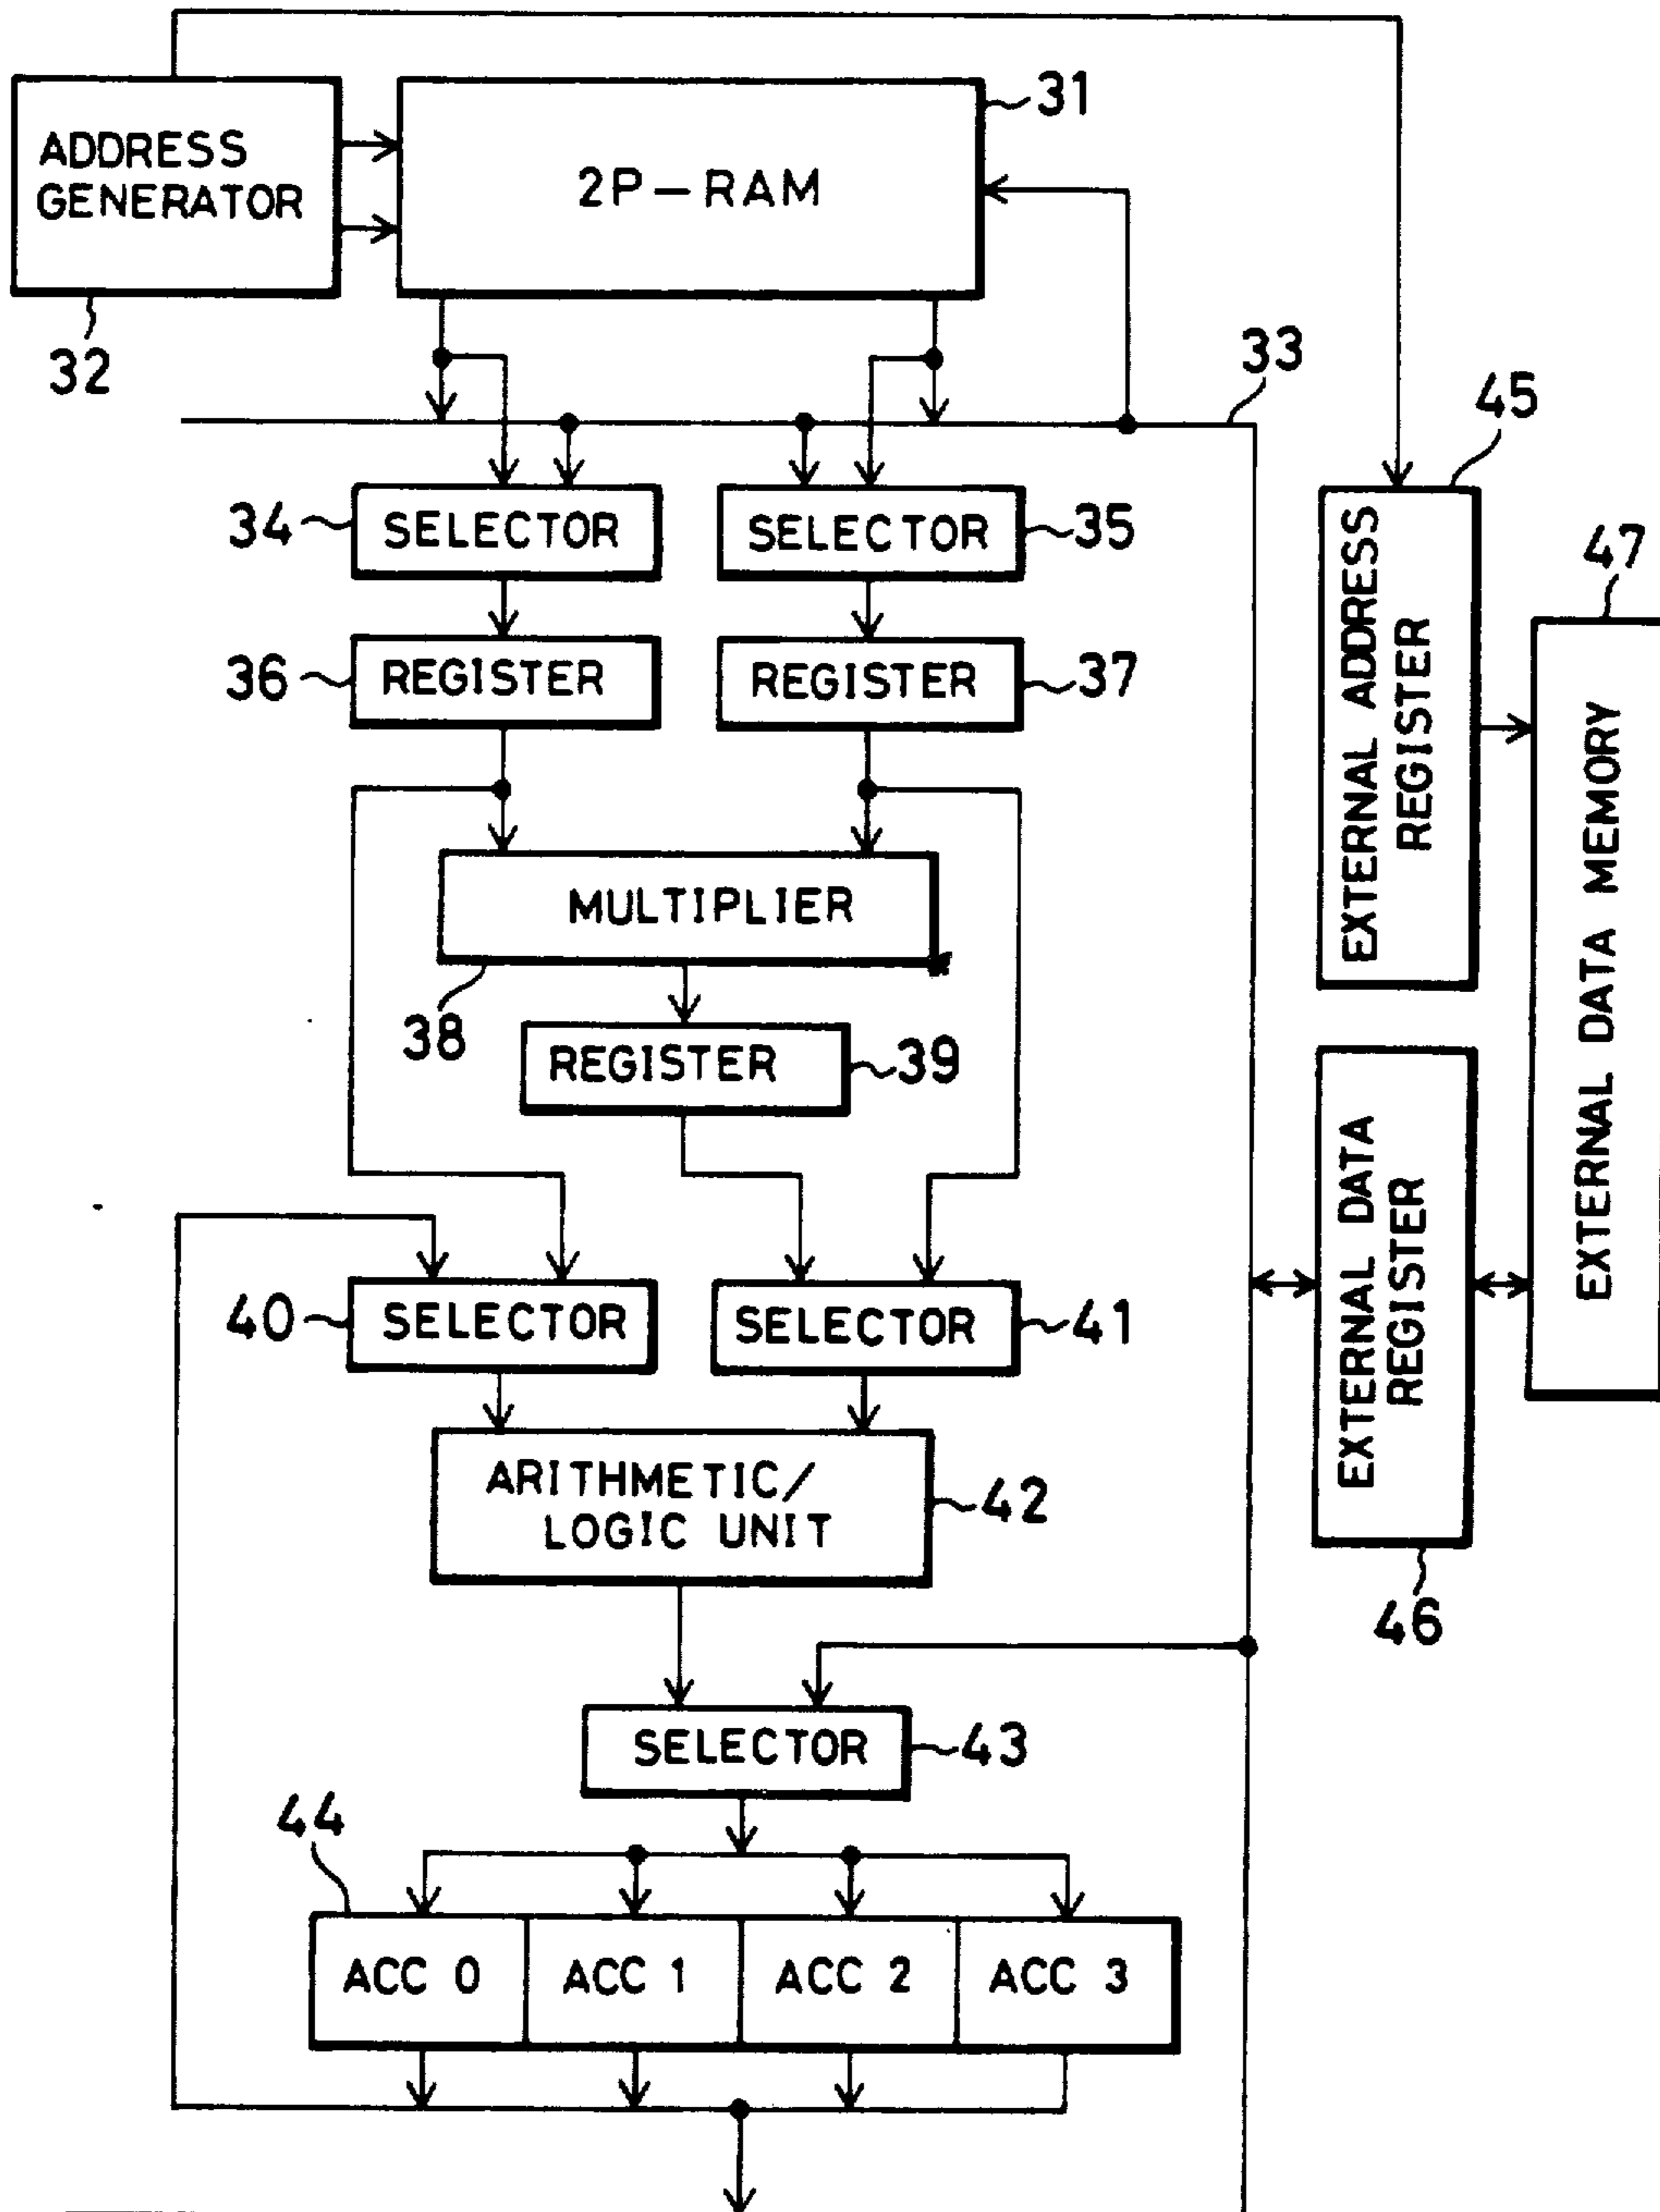 31
ADDRESS
GENERATOR
2P-RAM
32
33
45
34
SELECTOR
SELECTOR
35
47
36
REGISTER
REGISTER
37
EXTERNAL ADDRESS
REGISTER
MULTIPLIER
38
REGISTER
39
EXTERNAL DATA MEMORY
40
SELECTOR
SELECTOR
41
EXTERNAL DATA
REGISTER
ARITHMETIC/
LOGIC UNIT
42
46
SELECTOR
43
44
ACC 0
ACC 1
ACC 2
ACC 3